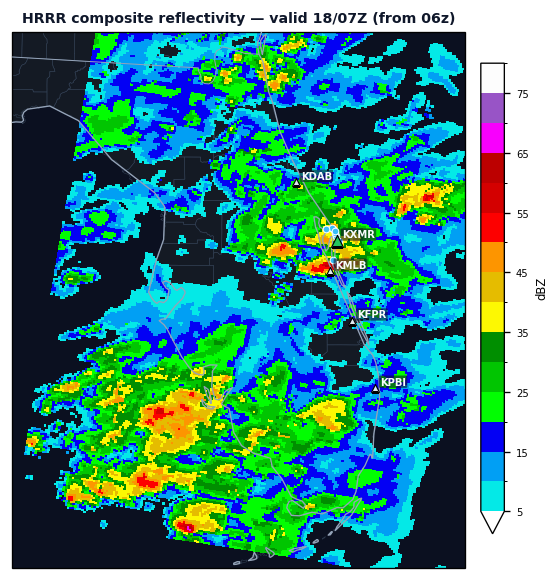 HRRR composite reflectivity — valid 18/07Z (from 06z)
KDAB
KXMR
KMLB
KFPR
KPBI
75
65
55
45
35
25
15
5
dBZ